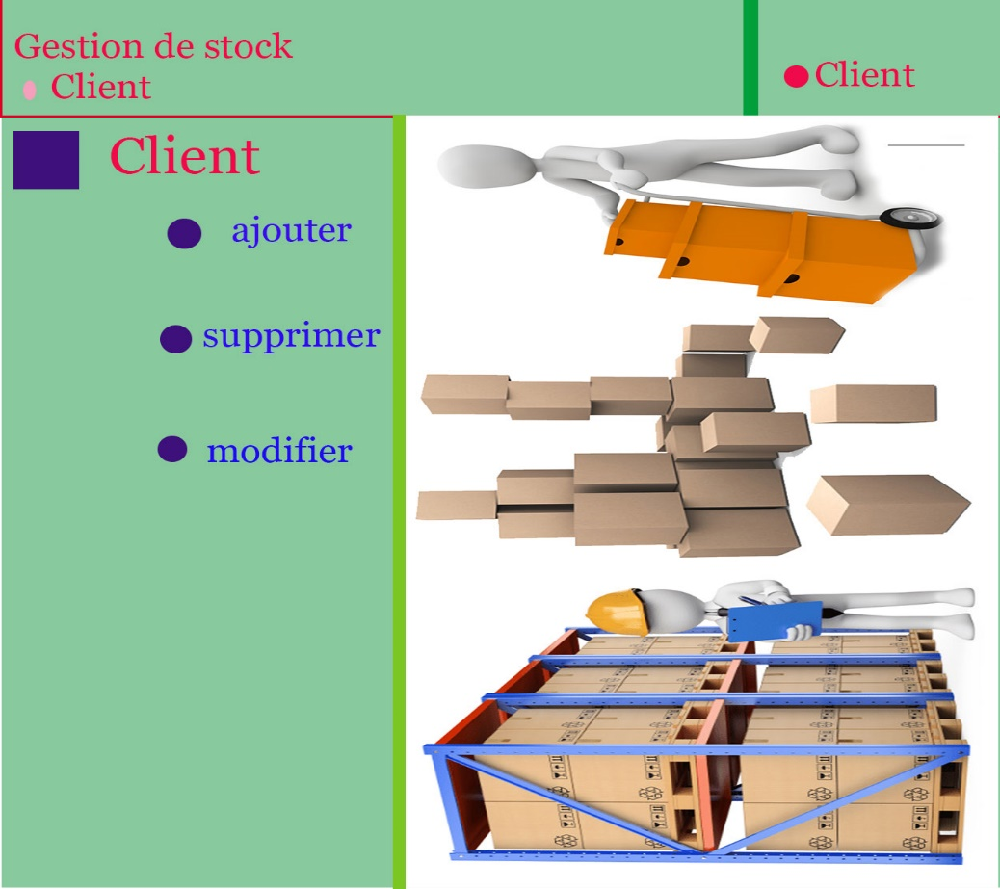 Gestion de stock
Client
Client
Client
ajouter
supprimer
modifier